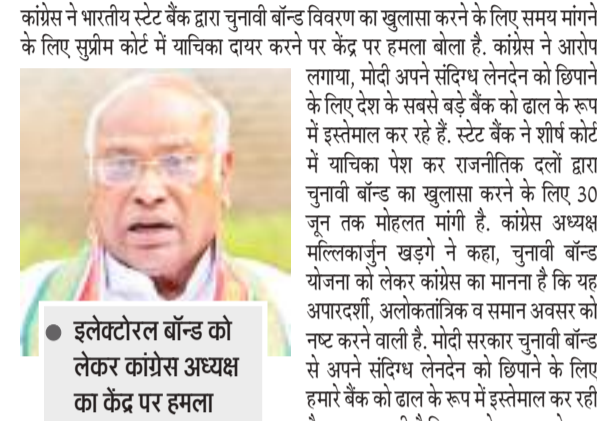 कांग्रेस ने भारतीय स्टेट बैंक द्वारा चुनावी बॉन्ड विवरण का खुलासा करने के लिए समय मांगने
के लिए सुप्रीम कोर्ट में याचिका दायर करने पर केंद्र पर हमला बोला है. कांग्रेस ने आरोप
लगाया, मोदी अपने संदिग्ध लेनदेन को छिपाने
के लिए देश के सबसे बड़े बैंक को ढाल के रूप
में इस्तेमाल कर रहे हैं. स्टेट बैंक ने शीर्ष कोर्ट
में याचिका पेश कर राजनीतिक दलों द्वारा
चुनावी बॉन्ड का खुलासा करने के लिए 30
जून तक मोहलत मांगी है. कांग्रेस अध्यक्ष
मल्लिकार्जुन खड़गे ने कहा, चुनावी बॉन्ड
योजना को लेकर कांग्रेस का मानना है कि यह
अपारदर्शी, अलोकतांत्रिक व समान अवसर को
नष्ट करने वाली है. मोदी सरकार चुनावी बॉन्ड
से अपने संदिग्ध लेनदेन को छिपाने के लिए
हमारे बैंक को ढाल के रूप में इस्तेमाल कर रही
● इलेक्टोरल बॉन्ड को
लेकर कांग्रेस अध्यक्ष
का केंद्र पर हमला